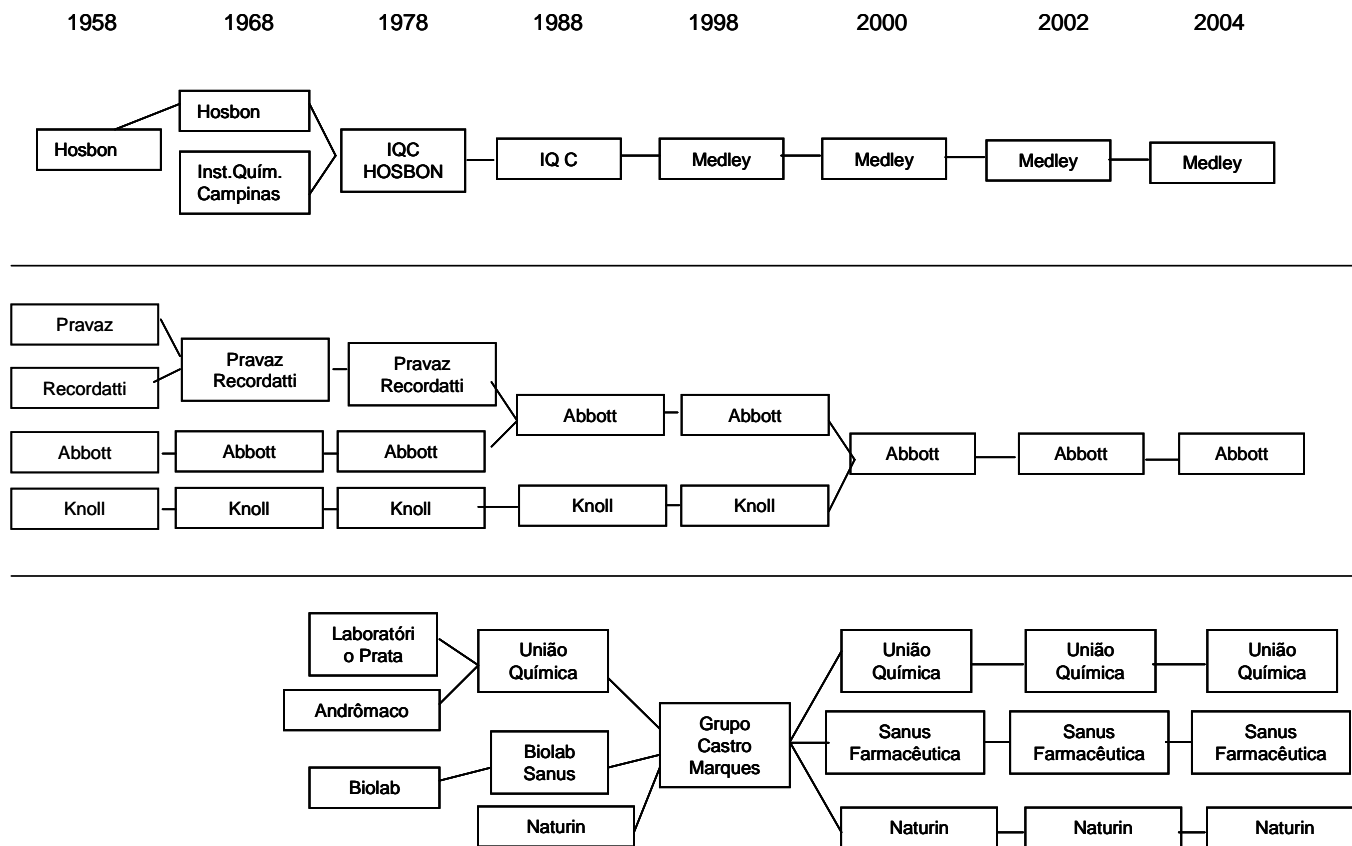 1958 1968 1978 1988 1998 2000 2002 2004
Hosbon
Hosbon
Inst.Quím.
Campinas
IQC
HOSBON
IQ C
Medley
Medley
Medley
Medley
Pravaz
Recordatti
Pravaz
Recordatti
Pravaz
Recordatti
Abbott
Abbott
Abbott
Abbott
Abbott
Abbott
Abbott
Abbott
Knoll
Knoll
Knoll
Knoll
Knoll
Laboratóri
o Prata
Andrômaco
Biolab
União
Química
Biolab
Sanus
Naturin
Grupo
Castro
Marques
União
Química
União
Química
União
Química
Sanus
Farmacêutica
Sanus
Farmacêutica
Sanus
Farmacêutica
Naturin
Naturin
Naturin